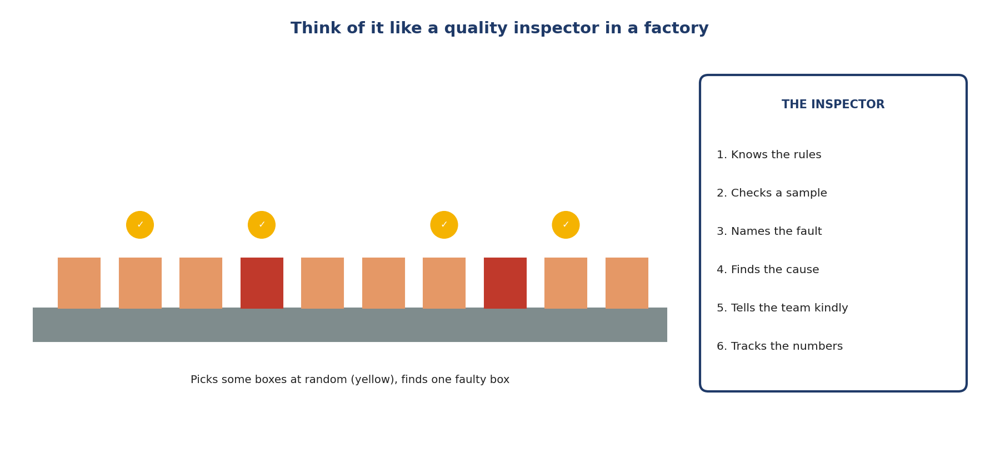 Think of it like a quality inspector in a factory
✓ ✓ ✓ ✓
Picks some boxes at random (yellow), finds one faulty box
THE INSPECTOR
1. Knows the rules
2. Checks a sample
3. Names the fault
4. Finds the cause
5. Tells the team kindly
6. Tracks the numbers